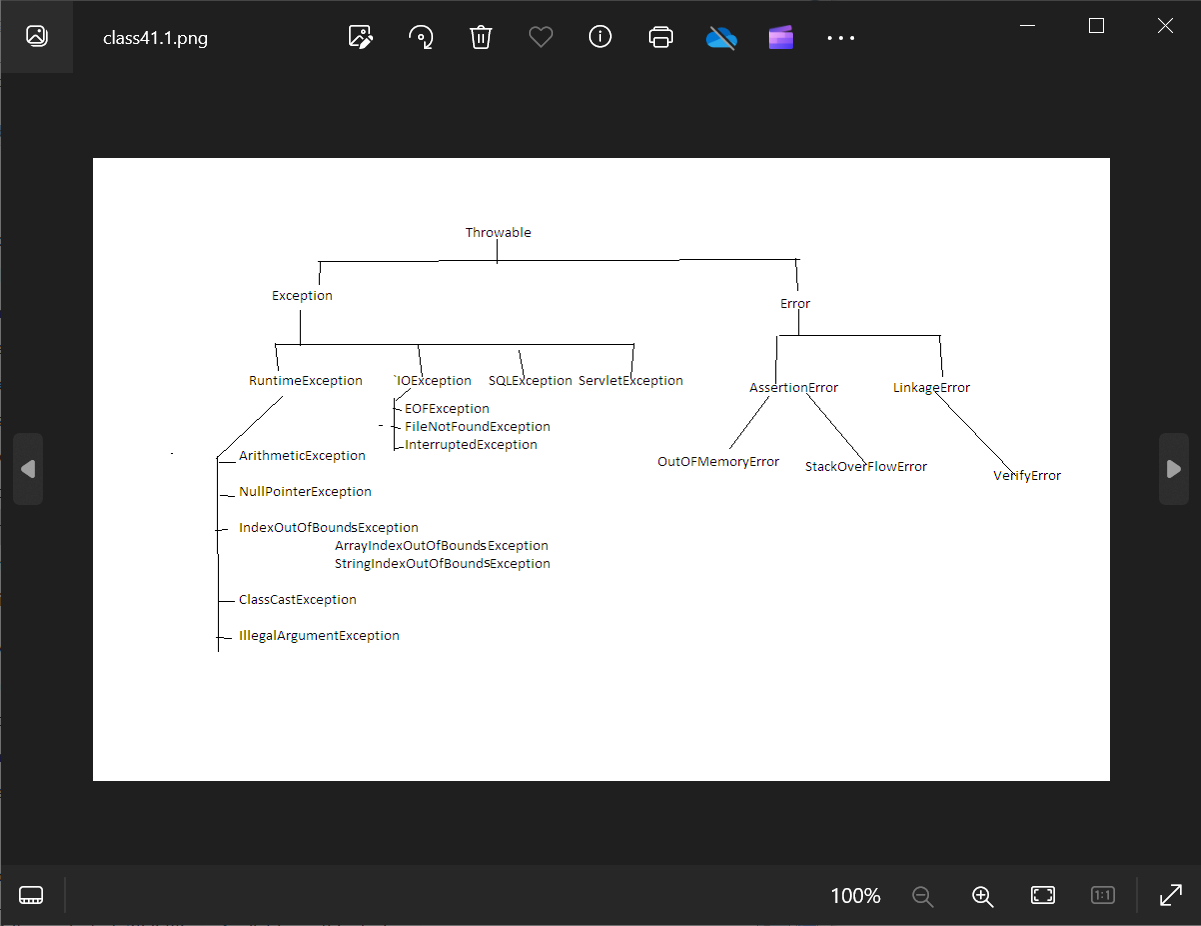 class41.1.png
Throwable
Exception
Error
RuntimeException `IOException SQLException ServletException
AssertionError LinkageError
EOFException
FileNotFoundException
InterruptedException
ArithmeticException
OutOFMemoryError StackOverFlowError VerifyError
NullPointerException
IndexOutOfBoundsException
ArrayIndexOutOfBoundsException
StringIndexOutOfBoundsException
ClassCastException
IllegalArgumentException
100%
1:1